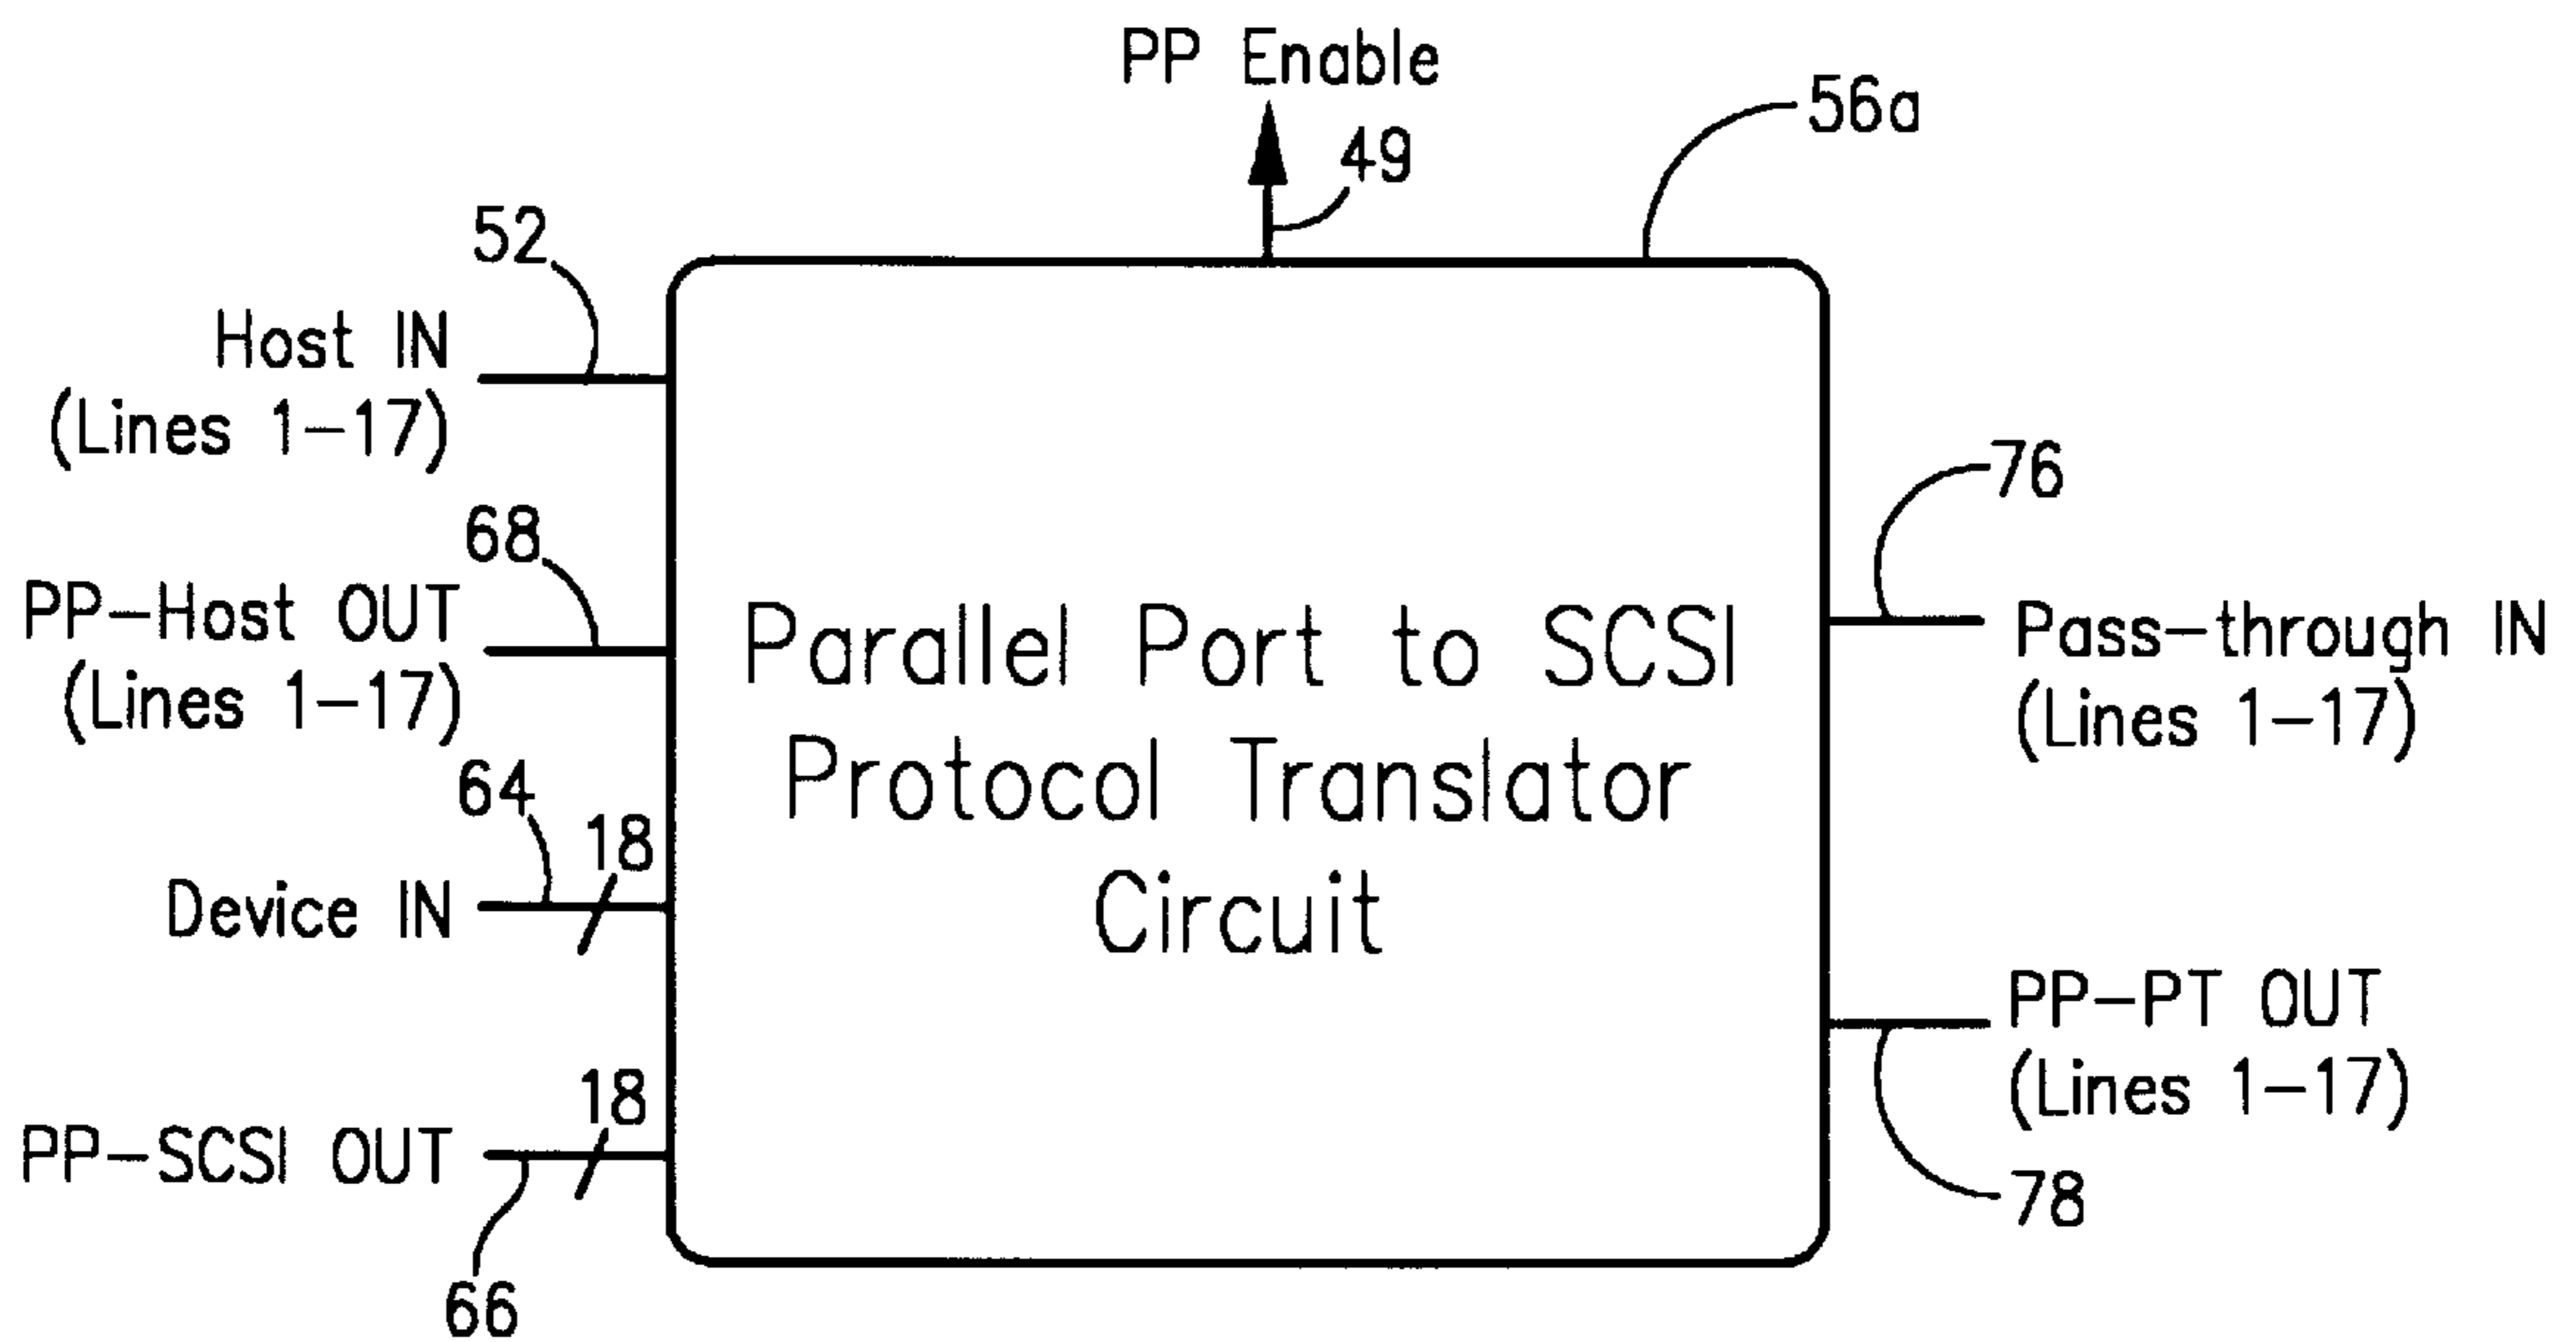 PP Enable
49
56a
52
Host IN
(Lines 1-17)
68
PP-Host OUT
(Lines 1-17)
64
18
Device IN
18
PP-SCSI OUT
66
Parallel Port to SCSI
Protocol Translator
Circuit
76
Pass-through IN
(Lines 1-17)
PP-PT OUT
(Lines 1-17)
78